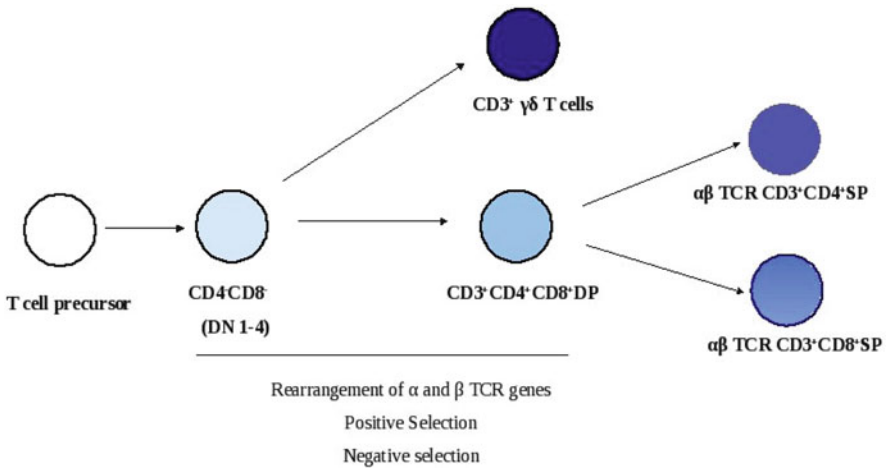 CD3⁺ γδ T cells
αβ TCR CD3⁺CD4⁺SP
T cell precursor
CD4⁻CD8⁻
(DN 1-4)
CD3⁺CD4⁺CD8⁺DP
αβ TCR CD3⁺CD8⁺SP
Rearrangement of α and β TCR genes
Positive Selection
Negative selection